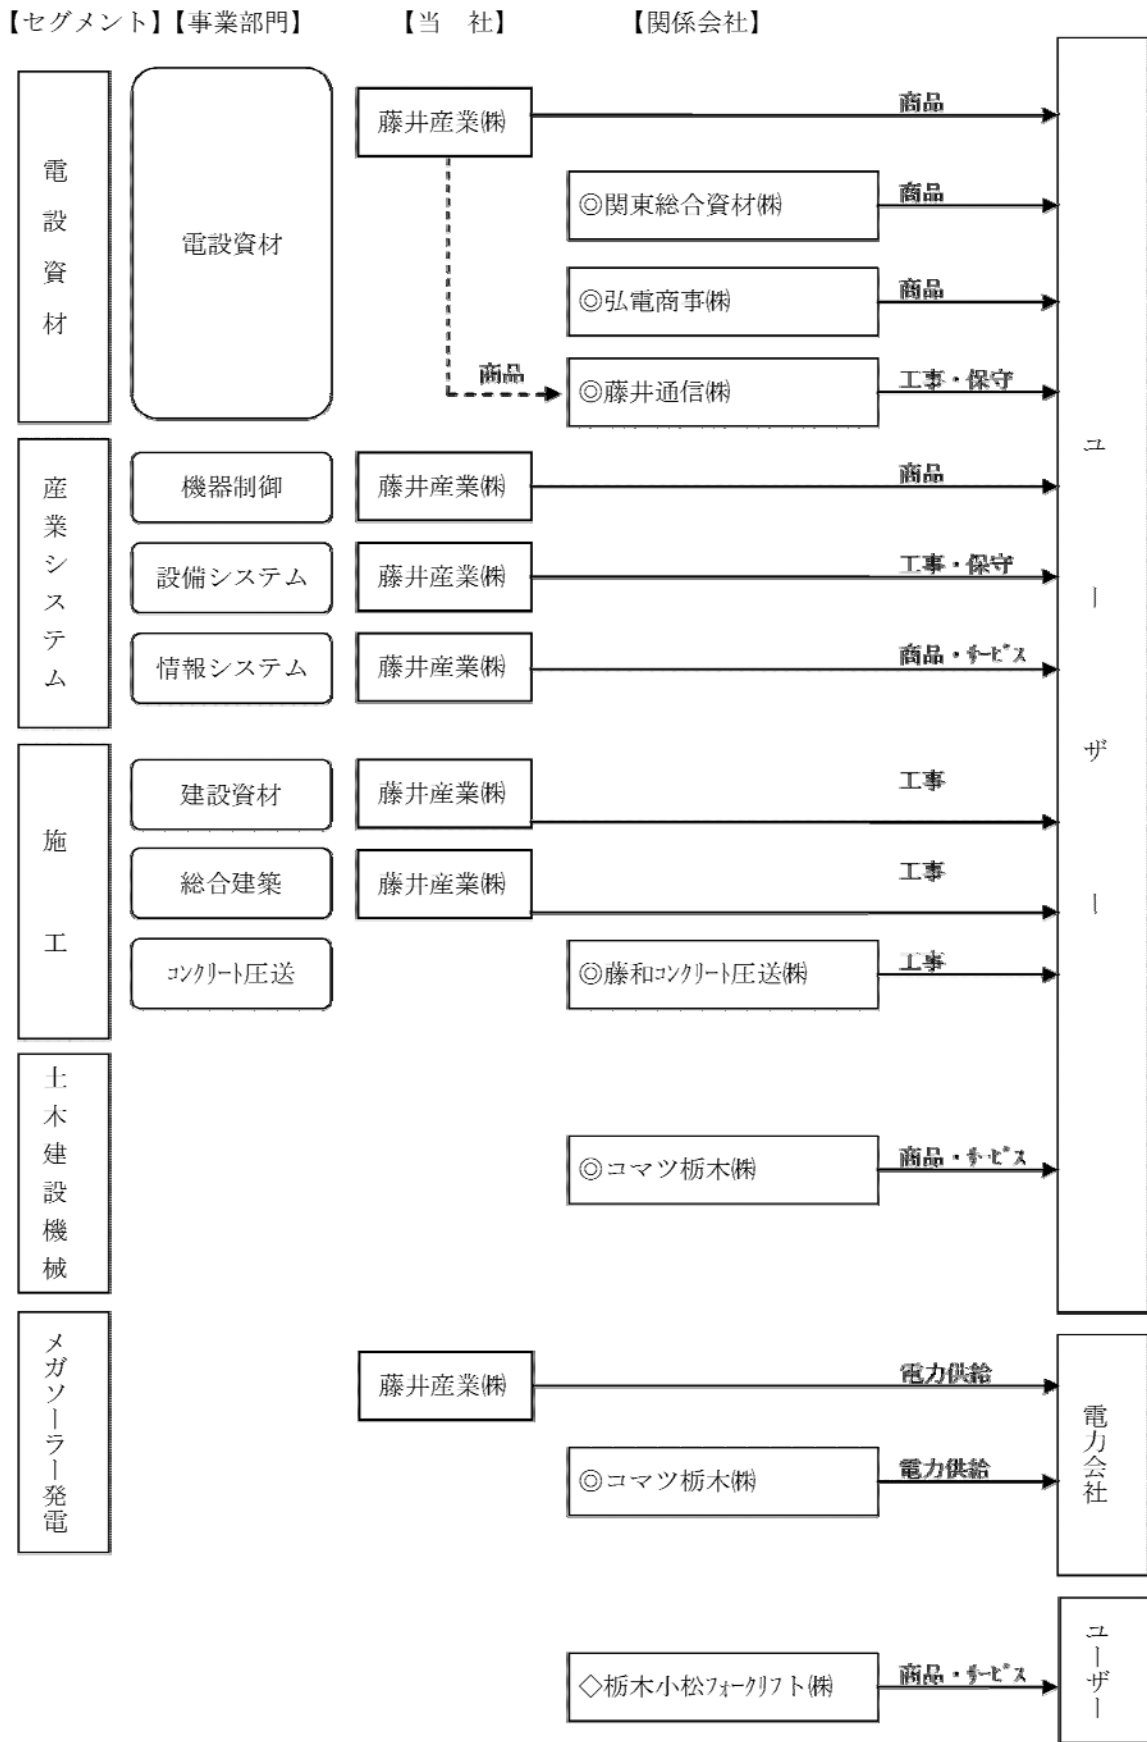 【セグメント】【事業部門】 【当　社】 【関係会社】
電設資材
電設資材
藤井産業㈱
商品
◎関東総合資材㈱
商品
◎弘電商事㈱
商品
商品
◎藤井通信㈱
工事・保守
ユーザー
産業システム
機器制御
藤井産業㈱
商品
設備システム
藤井産業㈱
工事・保守
情報システム
藤井産業㈱
商品・ｻｰﾋﾞｽ
施工
建設資材
藤井産業㈱
工事
総合建築
藤井産業㈱
工事
ｺﾝｸﾘｰﾄ圧送
◎藤和ｺﾝｸﾘｰﾄ圧送㈱
工事
土木建設機械
◎コマツ栃木㈱
商品・ｻｰﾋﾞｽ
メガソーラー発電
藤井産業㈱
電力供給
◎コマツ栃木㈱
電力供給
電力会社
◇栃木小松ﾌｫｰｸﾘﾌﾄ㈱
商品・ｻｰﾋﾞｽ
ユーザー